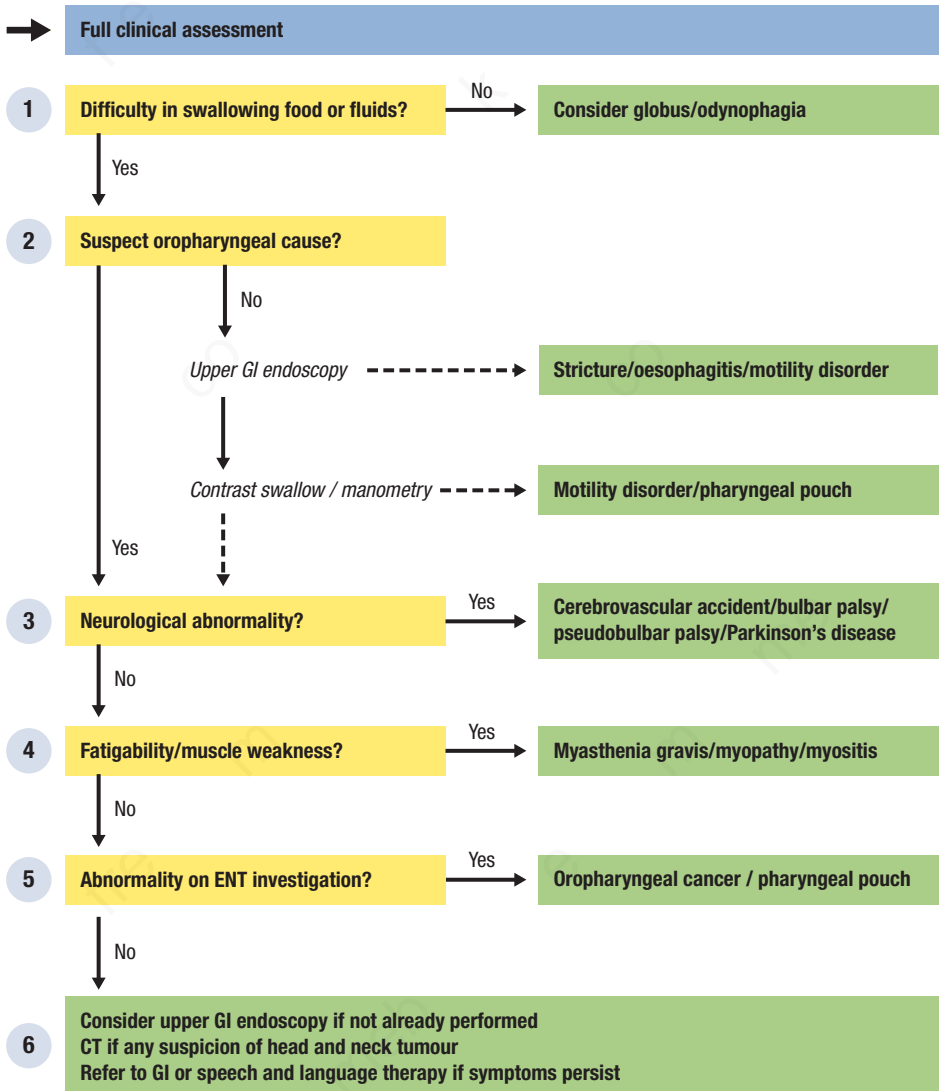 Full clinical assessment
1
Difficulty in swallowing food or fluids?
No
Consider globus/odynophagia
Yes
2
Suspect oropharyngeal cause?
No
Upper GI endoscopy
Stricture/oesophagitis/motility disorder
Contrast swallow / manometry
Motility disorder/pharyngeal pouch
Yes
3
Neurological abnormality?
Yes
Cerebrovascular accident/bulbar palsy/
pseudobulbar palsy/Parkinson's disease
No
4
Fatigability/muscle weakness?
Yes
Myasthenia gravis/myopathy/myositis
No
5
Abnormality on ENT investigation?
Yes
Oropharyngeal cancer / pharyngeal pouch
No
6
Consider upper GI endoscopy if not already performed
CT if any suspicion of head and neck tumour
Refer to GI or speech and language therapy if symptoms persist